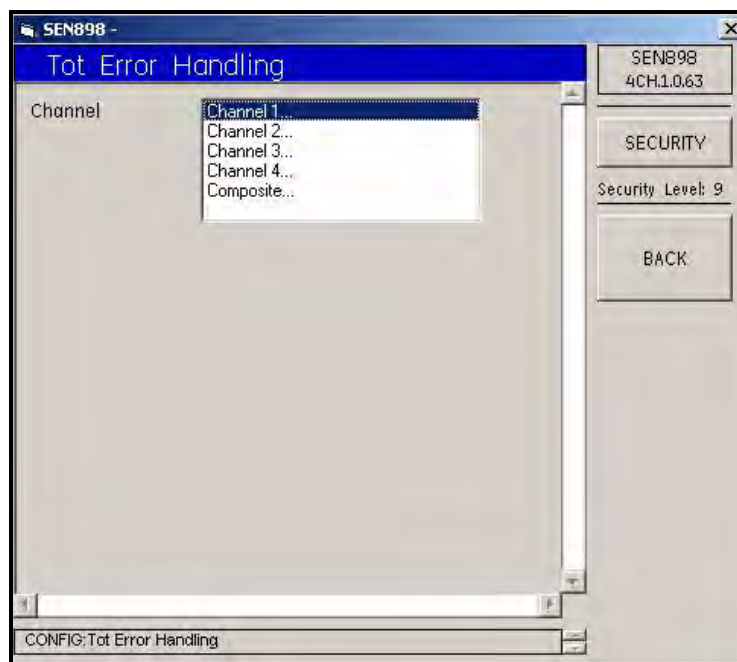 SEN898 -
Tot Error Handling
SEN898
4CH.1.0.63
Channel
Channel 1...
Channel 2...
Channel 3...
Channel 4...
Composite...
SECURITY
Security Level: 9
BACK
CONFIG:Tot Error Handling